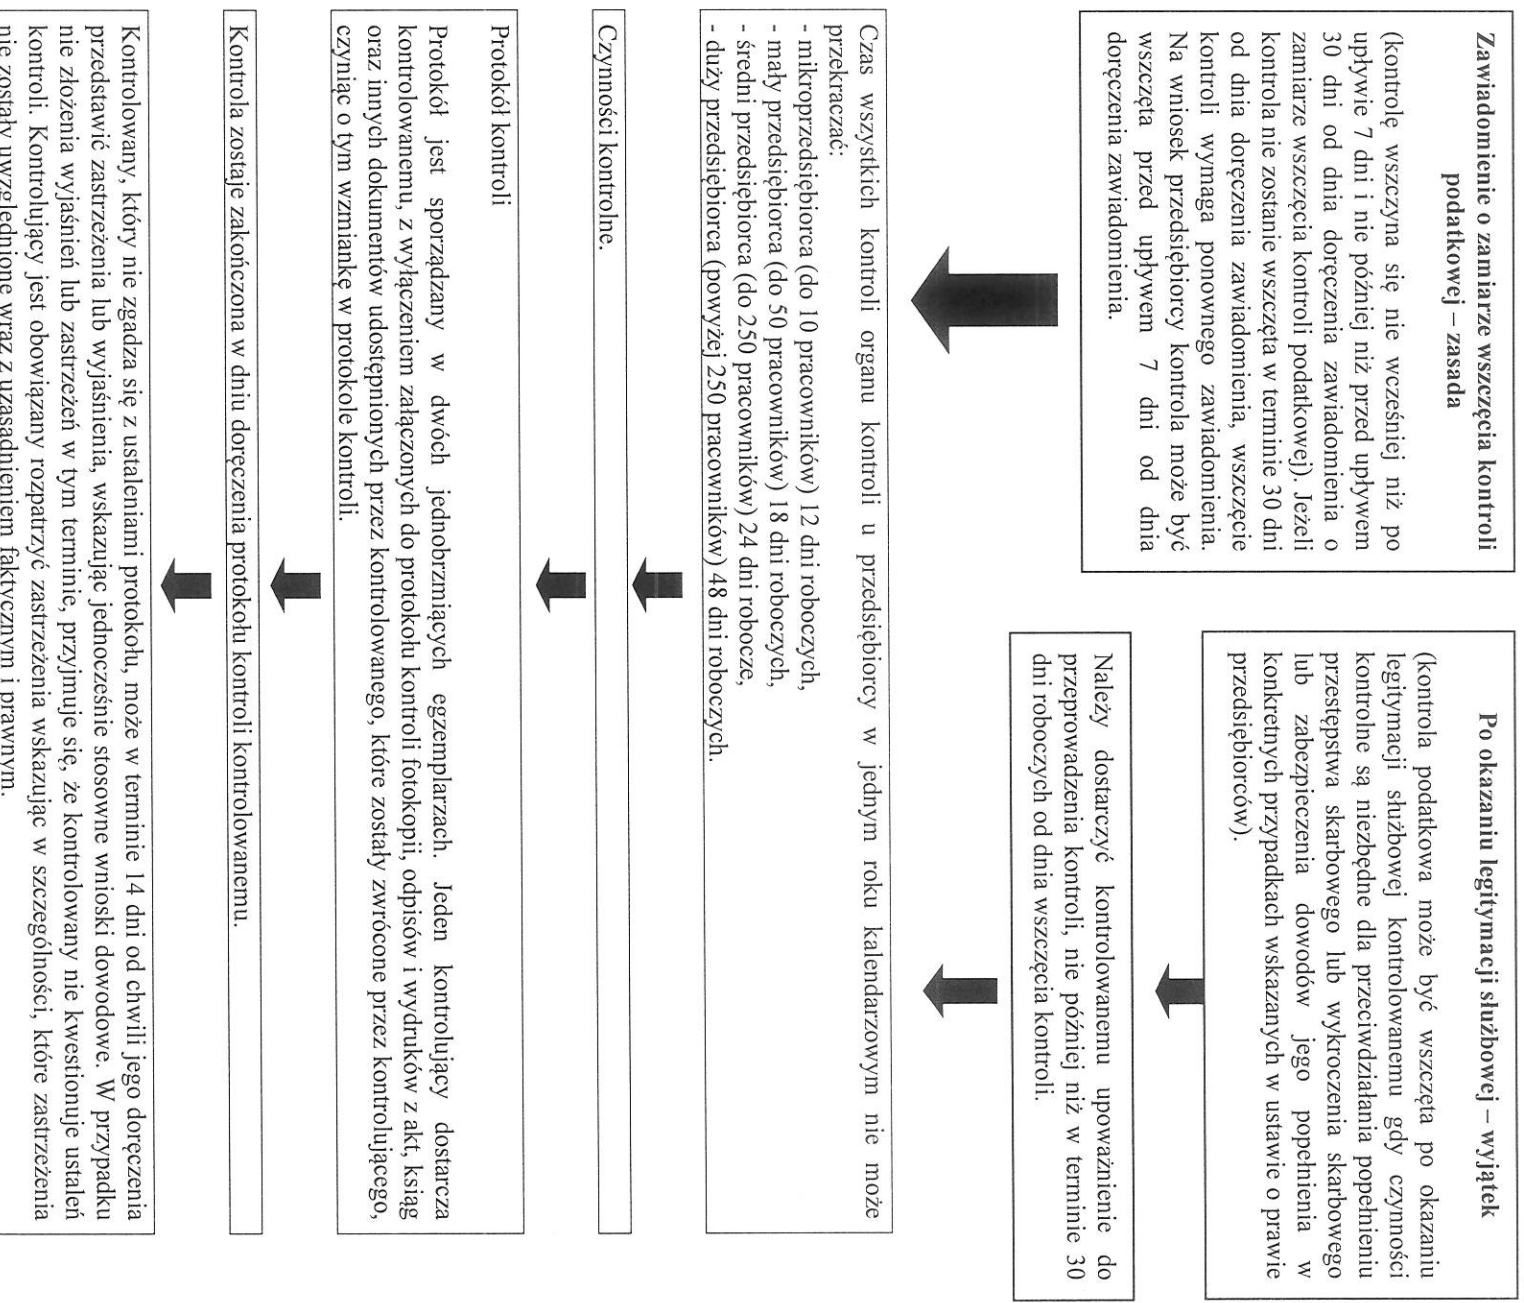 Zawiadomienie o zamiarze wszczęcia kontroli
podatkowej – zasada
(kontrolę wszczyna się nie wcześniej niż po
upływie 7 dni i nie później niż przed upływem
30 dni od dnia doręczenia zawiadomienia o
zamiarze wszczęcia kontroli podatkowej). Jeżeli
kontrola nie zostanie wszczęta w terminie 30 dni
od dnia doręczenia zawiadomienia, wszczęcie
kontroli wymaga ponownego zawiadomienia.
Na wniosek przedsiębiorcy kontrola może być
wszczęta przed upływem 7 dni od dnia
doręczenia zawiadomienia.
Po okazaniu legitymacji służbowej – wyjątek
(kontrola podatkowa może być wszczęta po okazaniu
legitymacji służbowej kontrolowanemu gdy czynności
kontrolne są niezbędne dla przeciwdziałania popełnieniu
przestępstwa skarbowego lub wykroczenia skarbowego
lub zabezpieczenia dowodów jego popełnienia w
konkretnych przypadkach wskazanych w ustawie o prawie
przedsiębiorców).
Należy dostarczyć kontrolowanemu upoważnienie do
przeprowadzenia kontroli, nie później niż w terminie 30
dni roboczych od dnia wszczęcia kontroli.
Czas wszystkich kontroli organu kontroli u przedsiębiorcy w jednym roku kalendarzowym nie może
przekraczać:
- mikroprzedsiębiorca (do 10 pracowników) 12 dni roboczych,
- mały przedsiębiorca (do 50 pracowników) 18 dni roboczych,
- średni przedsiębiorca (do 250 pracowników) 24 dni robocze,
- duży przedsiębiorca (powyżej 250 pracowników) 48 dni roboczych.
Czynności kontrolne.
Protokół kontroli
Protokół jest sporządzany w dwóch jednobrzmiących egzemplarzach. Jeden kontrolujący dostarcza
kontrolowanemu, z wyłączeniem załączonych do protokołu kontroli fotokopii, odpisów i wydruków z akt, ksiąg
oraz innych dokumentów udostępnionych przez kontrolowanego, które zostały zwrócone przez kontrolującego,
czyniąc o tym wzmiankę w protokole kontroli.
Kontrola zostaje zakończona w dniu doręczenia protokołu kontroli kontrolowanemu.
Kontrolowany, który nie zgadza się z ustaleniami protokołu, może w terminie 14 dni od chwili jego doręczenia
przedstawić zastrzeżenia lub wyjaśnienia, wskazując jednocześnie stosowne wnioski dowodowe. W przypadku
nie złożenia wyjaśnień lub zastrzeżeń w tym terminie, przyjmuje się, że kontrolowany nie kwestionuje ustaleń
kontroli. Kontrolujący jest obowiązany rozpatrzyć zastrzeżenia wskazując w szczególności, które zastrzeżenia
nie zostały uwzględnione wraz z uzasadnieniem faktycznym i prawnym.